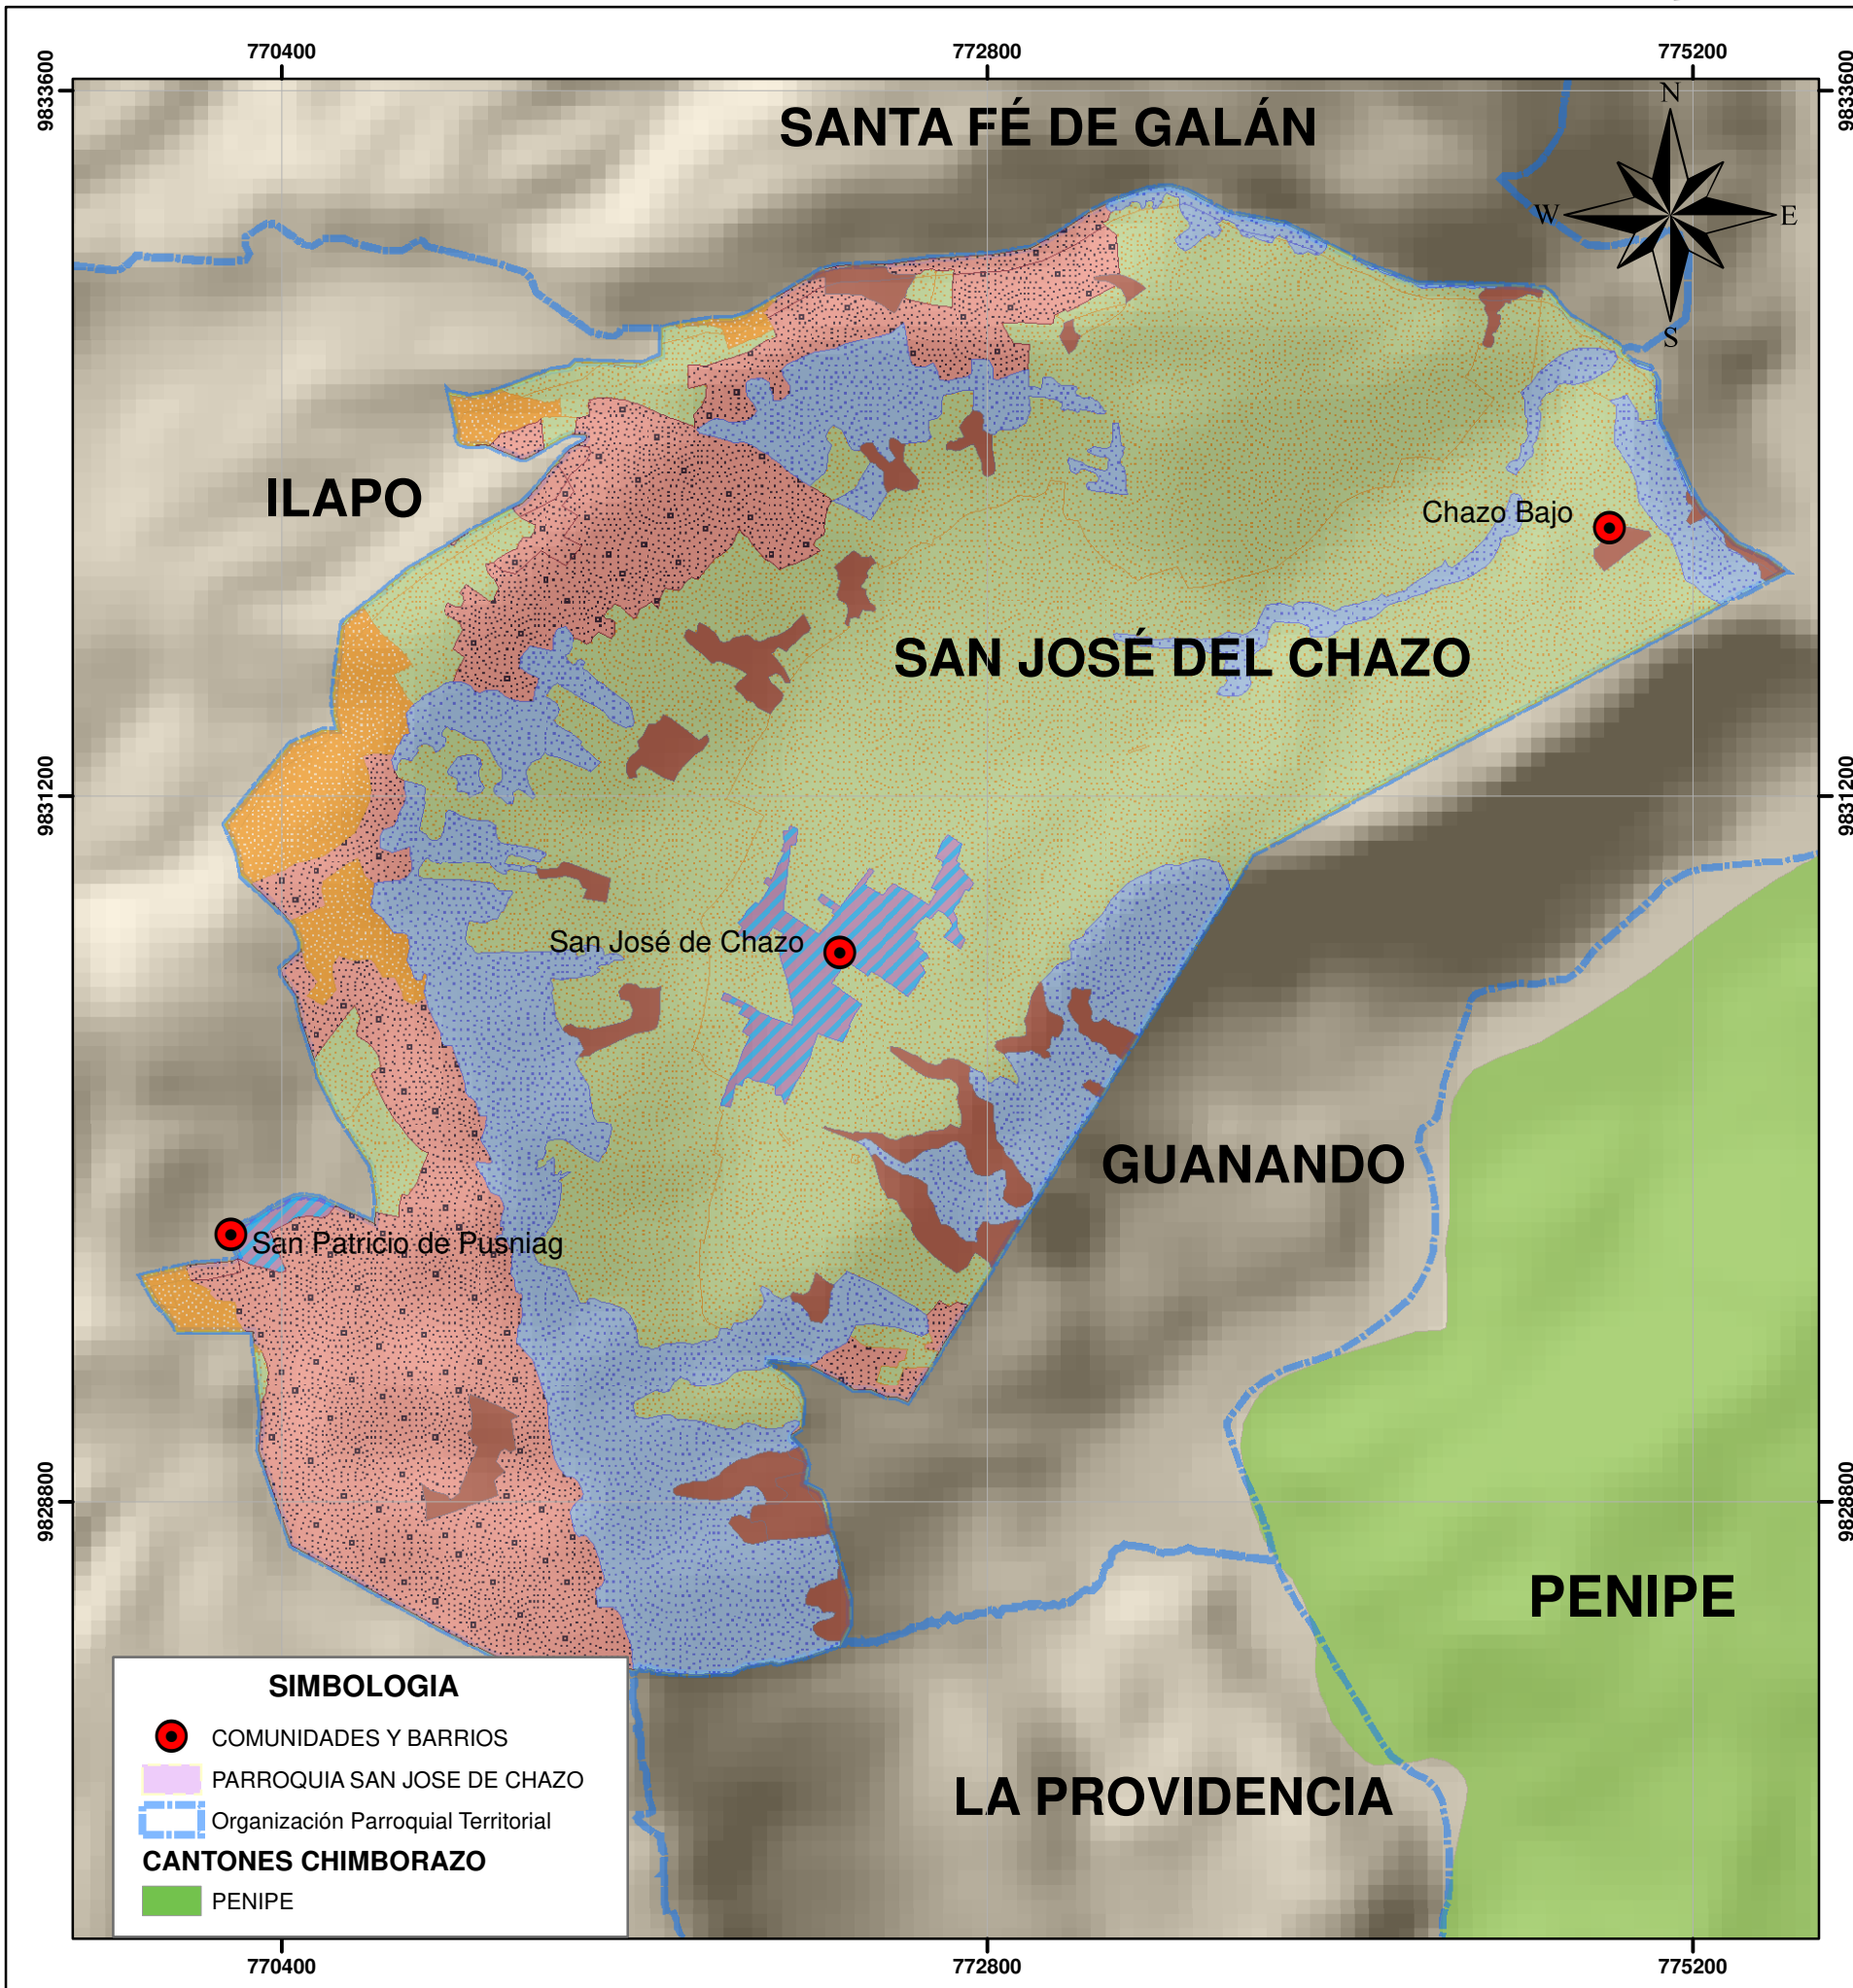 770400
772800
775200
9833600
9833600
SANTA FÉ DE GALÁN
N
W
E
S
ILAPO
Chazo Bajo
SAN JOSÉ DEL CHAZO
9831200
9831200
San José de Chazo
GUANANDO
San Patricio de Pusniag
9828800
9828800
PENIPE
LA PROVIDENCIA
SIMBOLOGIA
COMUNIDADES Y BARRIOS
PARROQUIA SAN JOSE DE CHAZO
Organización Parroquial Territorial
CANTONES CHIMBORAZO
PENIPE
770400
772800
775200